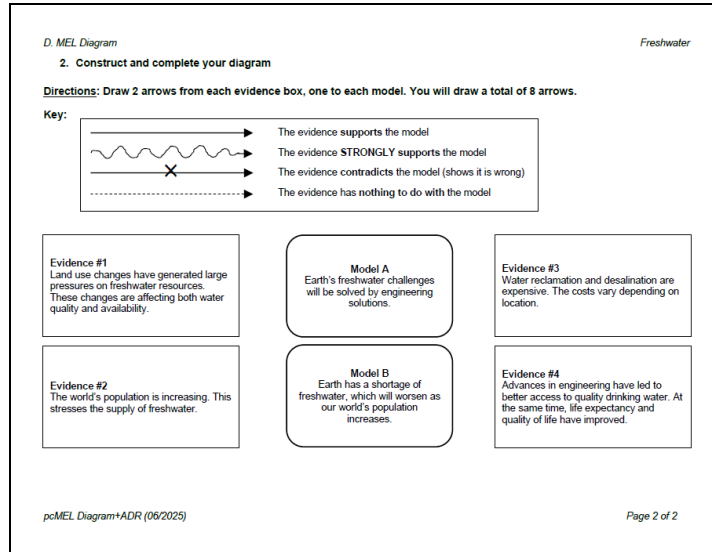 D. MEL Diagram
Freshwater
2. Construct and complete your diagram
Directions: Draw 2 arrows from each evidence box, one to each model. You will draw a total of 8 arrows.
Key:
The evidence supports the model
The evidence STRONGLY supports the model
The evidence contradicts the model (shows it is wrong)
The evidence has nothing to do with the model
Evidence #1
Land use changes have generated large
pressures on freshwater resources.
These changes are affecting both water
quality and availability.
Model A
Earth's freshwater challenges
will be solved by engineering
solutions.
Evidence #3
Water reclamation and desalination are
expensive. The costs vary depending on
location.
Evidence #2
The world's population is increasing. This
stresses the supply of freshwater.
Model B
Earth has a shortage of
freshwater, which will worsen as
our world's population
increases.
Evidence #4
Advances in engineering have led to
better access to quality drinking water. At
the same time, life expectancy and
quality of life have improved.
pcMEL Diagram+ADR (06/2025)
Page 2 of 2